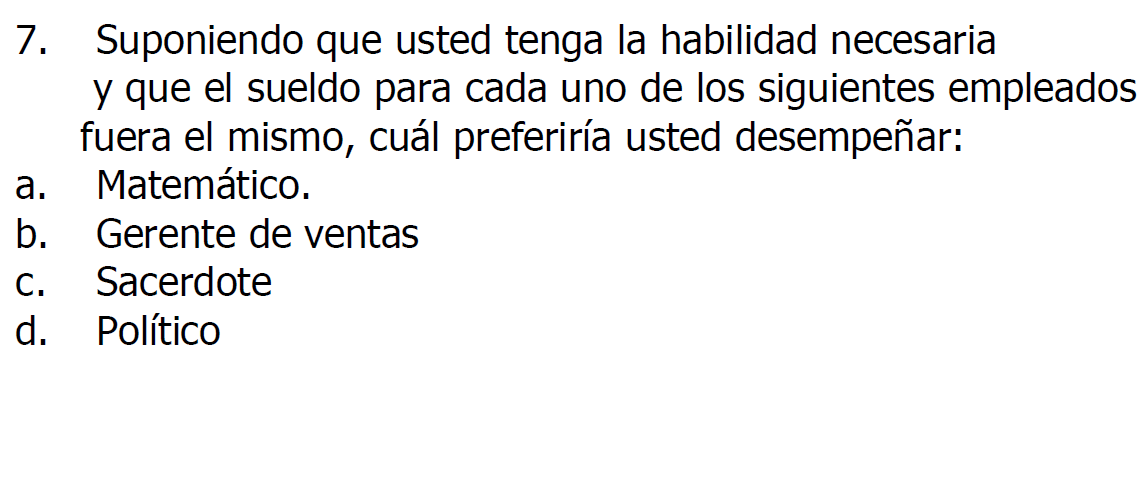 7. Suponiendo que usted tenga la habilidad necesaria
y que el sueldo para cada uno de los siguientes empleados
fuera el mismo, cuál preferiría usted desempeñar:
a. Matemático.
b. Gerente de ventas
c. Sacerdote
d. Político